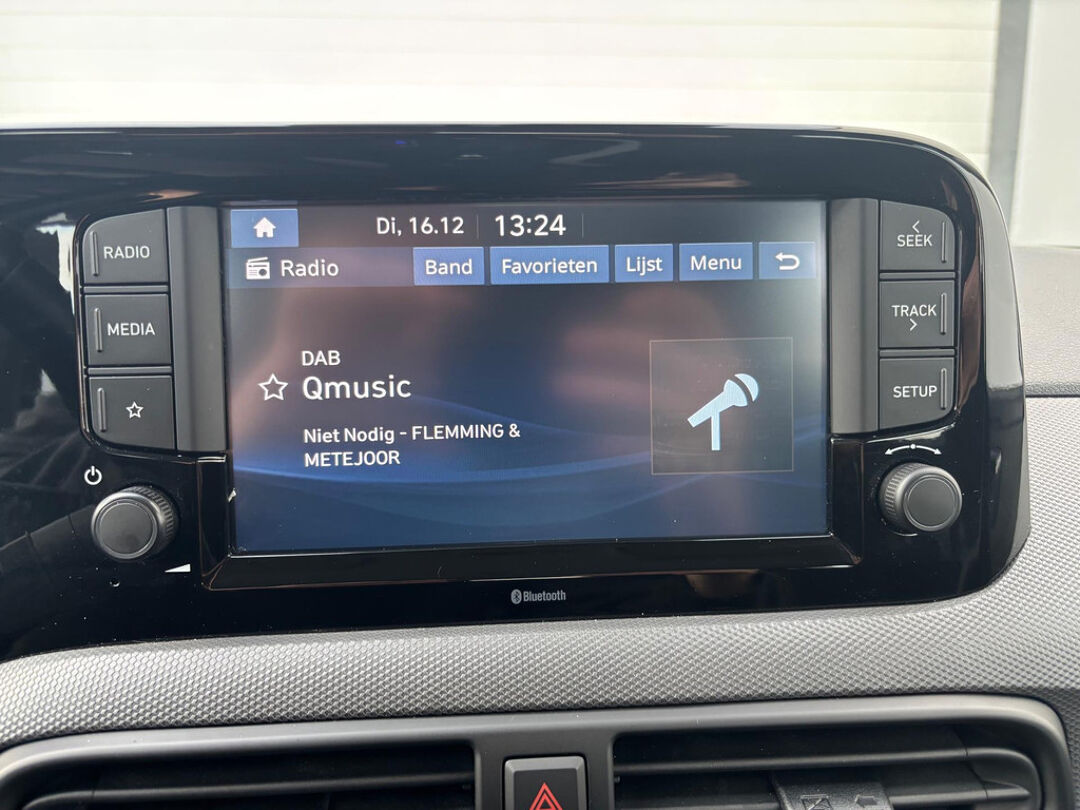 Di, 16.12 13:24
Radio Band Favorieten Lijst Menu
DAB
Qmusic
Niet Nodig - FLEMMING &
METEJOOR
RADIO
MEDIA
SEEK
TRACK
SETUP
Bluetooth